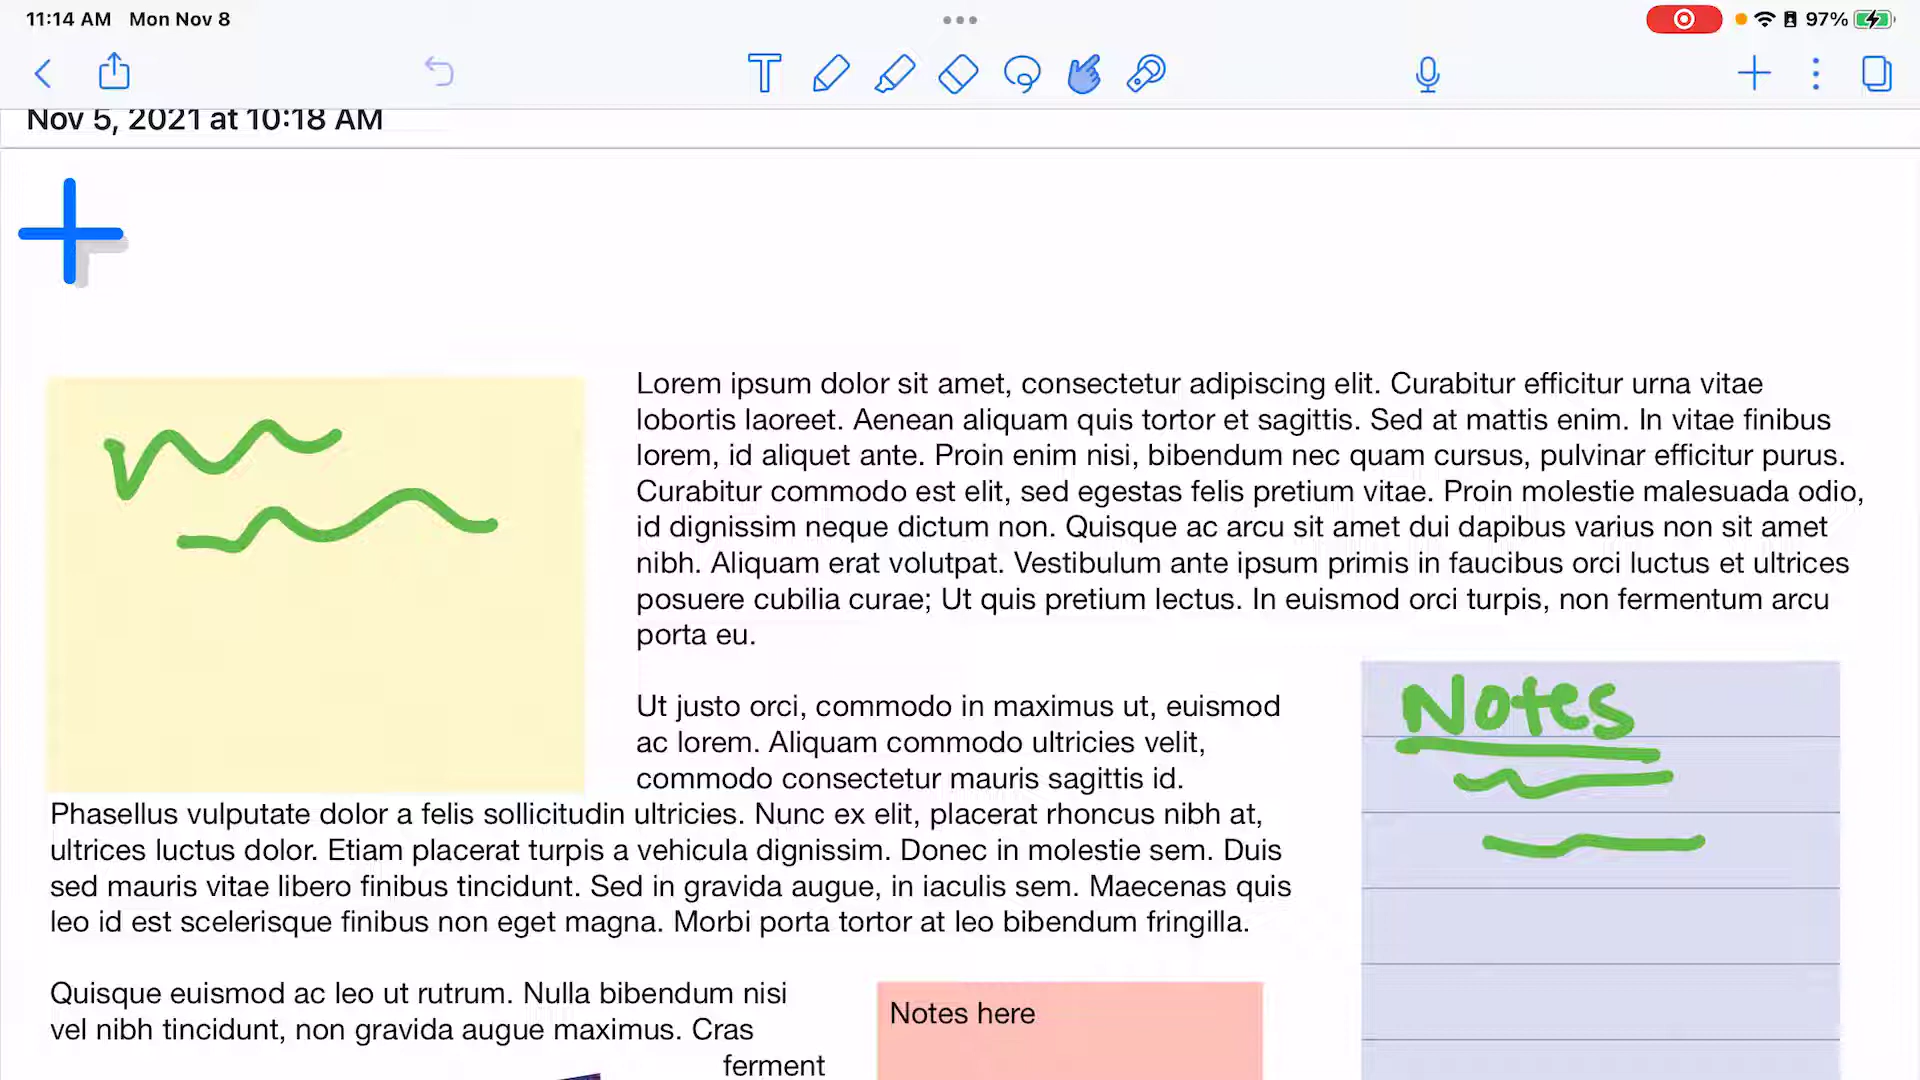 11:14 AM Mon Nov 8
97%
Nov 5, 2021 at 10:18 AM
Lorem ipsum dolor sit amet, consectetur adipiscing elit. Curabitur efficitur urna vitae
lobortis laoreet. Aenean aliquam quis tortor et sagittis. Sed at mattis enim. In vitae finibus
lorem, id aliquet ante. Proin enim nisi, bibendum nec quam cursus, pulvinar efficitur purus.
Curabitur commodo est elit, sed egestas felis pretium vitae. Proin molestie malesuada odio,
id dignissim neque dictum non. Quisque ac arcu sit amet dui dapibus varius non sit amet
nibh. Aliquam erat volutpat. Vestibulum ante ipsum primis in faucibus orci luctus et ultrices
posuere cubilia curae; Ut quis pretium lectus. In euismod orci turpis, non fermentum arcu
porta eu.
Ut justo orci, commodo in maximus ut, euismod
ac lorem. Aliquam commodo ultricies velit,
commodo consectetur mauris sagittis id.
Phasellus vulputate dolor a felis sollicitudin ultricies. Nunc ex elit, placerat rhoncus nibh at,
ultrices luctus dolor. Etiam placerat turpis a vehicula dignissim. Donec in molestie sem. Duis
sed mauris vitae libero finibus tincidunt. Sed in gravida augue, in iaculis sem. Maecenas quis
leo id est scelerisque finibus non eget magna. Morbi porta tortor at leo bibendum fringilla.
Notes
Quisque euismod ac leo ut rutrum. Nulla bibendum nisi
vel nibh tincidunt, non gravida augue maximus. Cras
ferment
Notes here